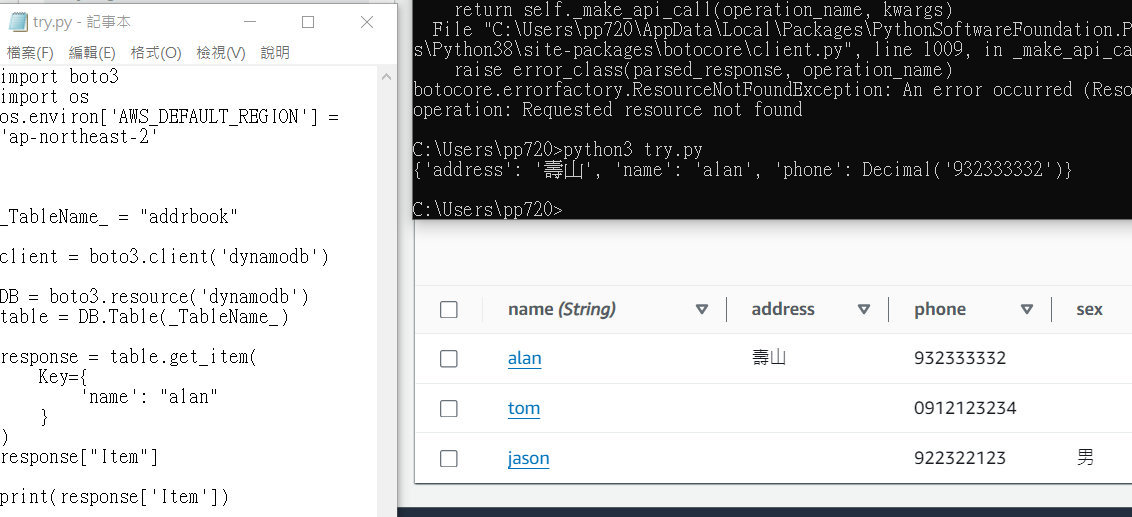 try.py - 記事本
檔案(F) 編輯(E) 格式(O) 檢視(V) 說明
import boto3
import os
os.environ['AWS_DEFAULT_REGION'] =
'ap-northeast-2'
_TableName_ = "addrbook"
client = boto3.client('dynamodb')
DB = boto3.resource('dynamodb')
table = DB.Table(_TableName_)
response = table.get_item(
Key={
'name': "alan"
}
)
response["Item"]
print(response['Item'])
return self._make_api_call(operation_name, kwargs)
File "C:\Users\pp720\AppData\Local\Packages\PythonSoftwareFoundation.P
s\Python38\site-packages\botocore\client.py", line 1009, in _make_api_ca
raise error_class(parsed_response, operation_name)
botocore.errorfactory.ResourceNotFoundException: An error occurred (Reso
operation: Requested resource not found
C:\Users\pp720>python3 try.py
{'address': '壽山', 'name': 'alan', 'phone': Decimal('932333332')}
C:\Users\pp720>
name (String) address phone sex
alan 壽山 932333332
tom 0912123234
jason 922322123 男